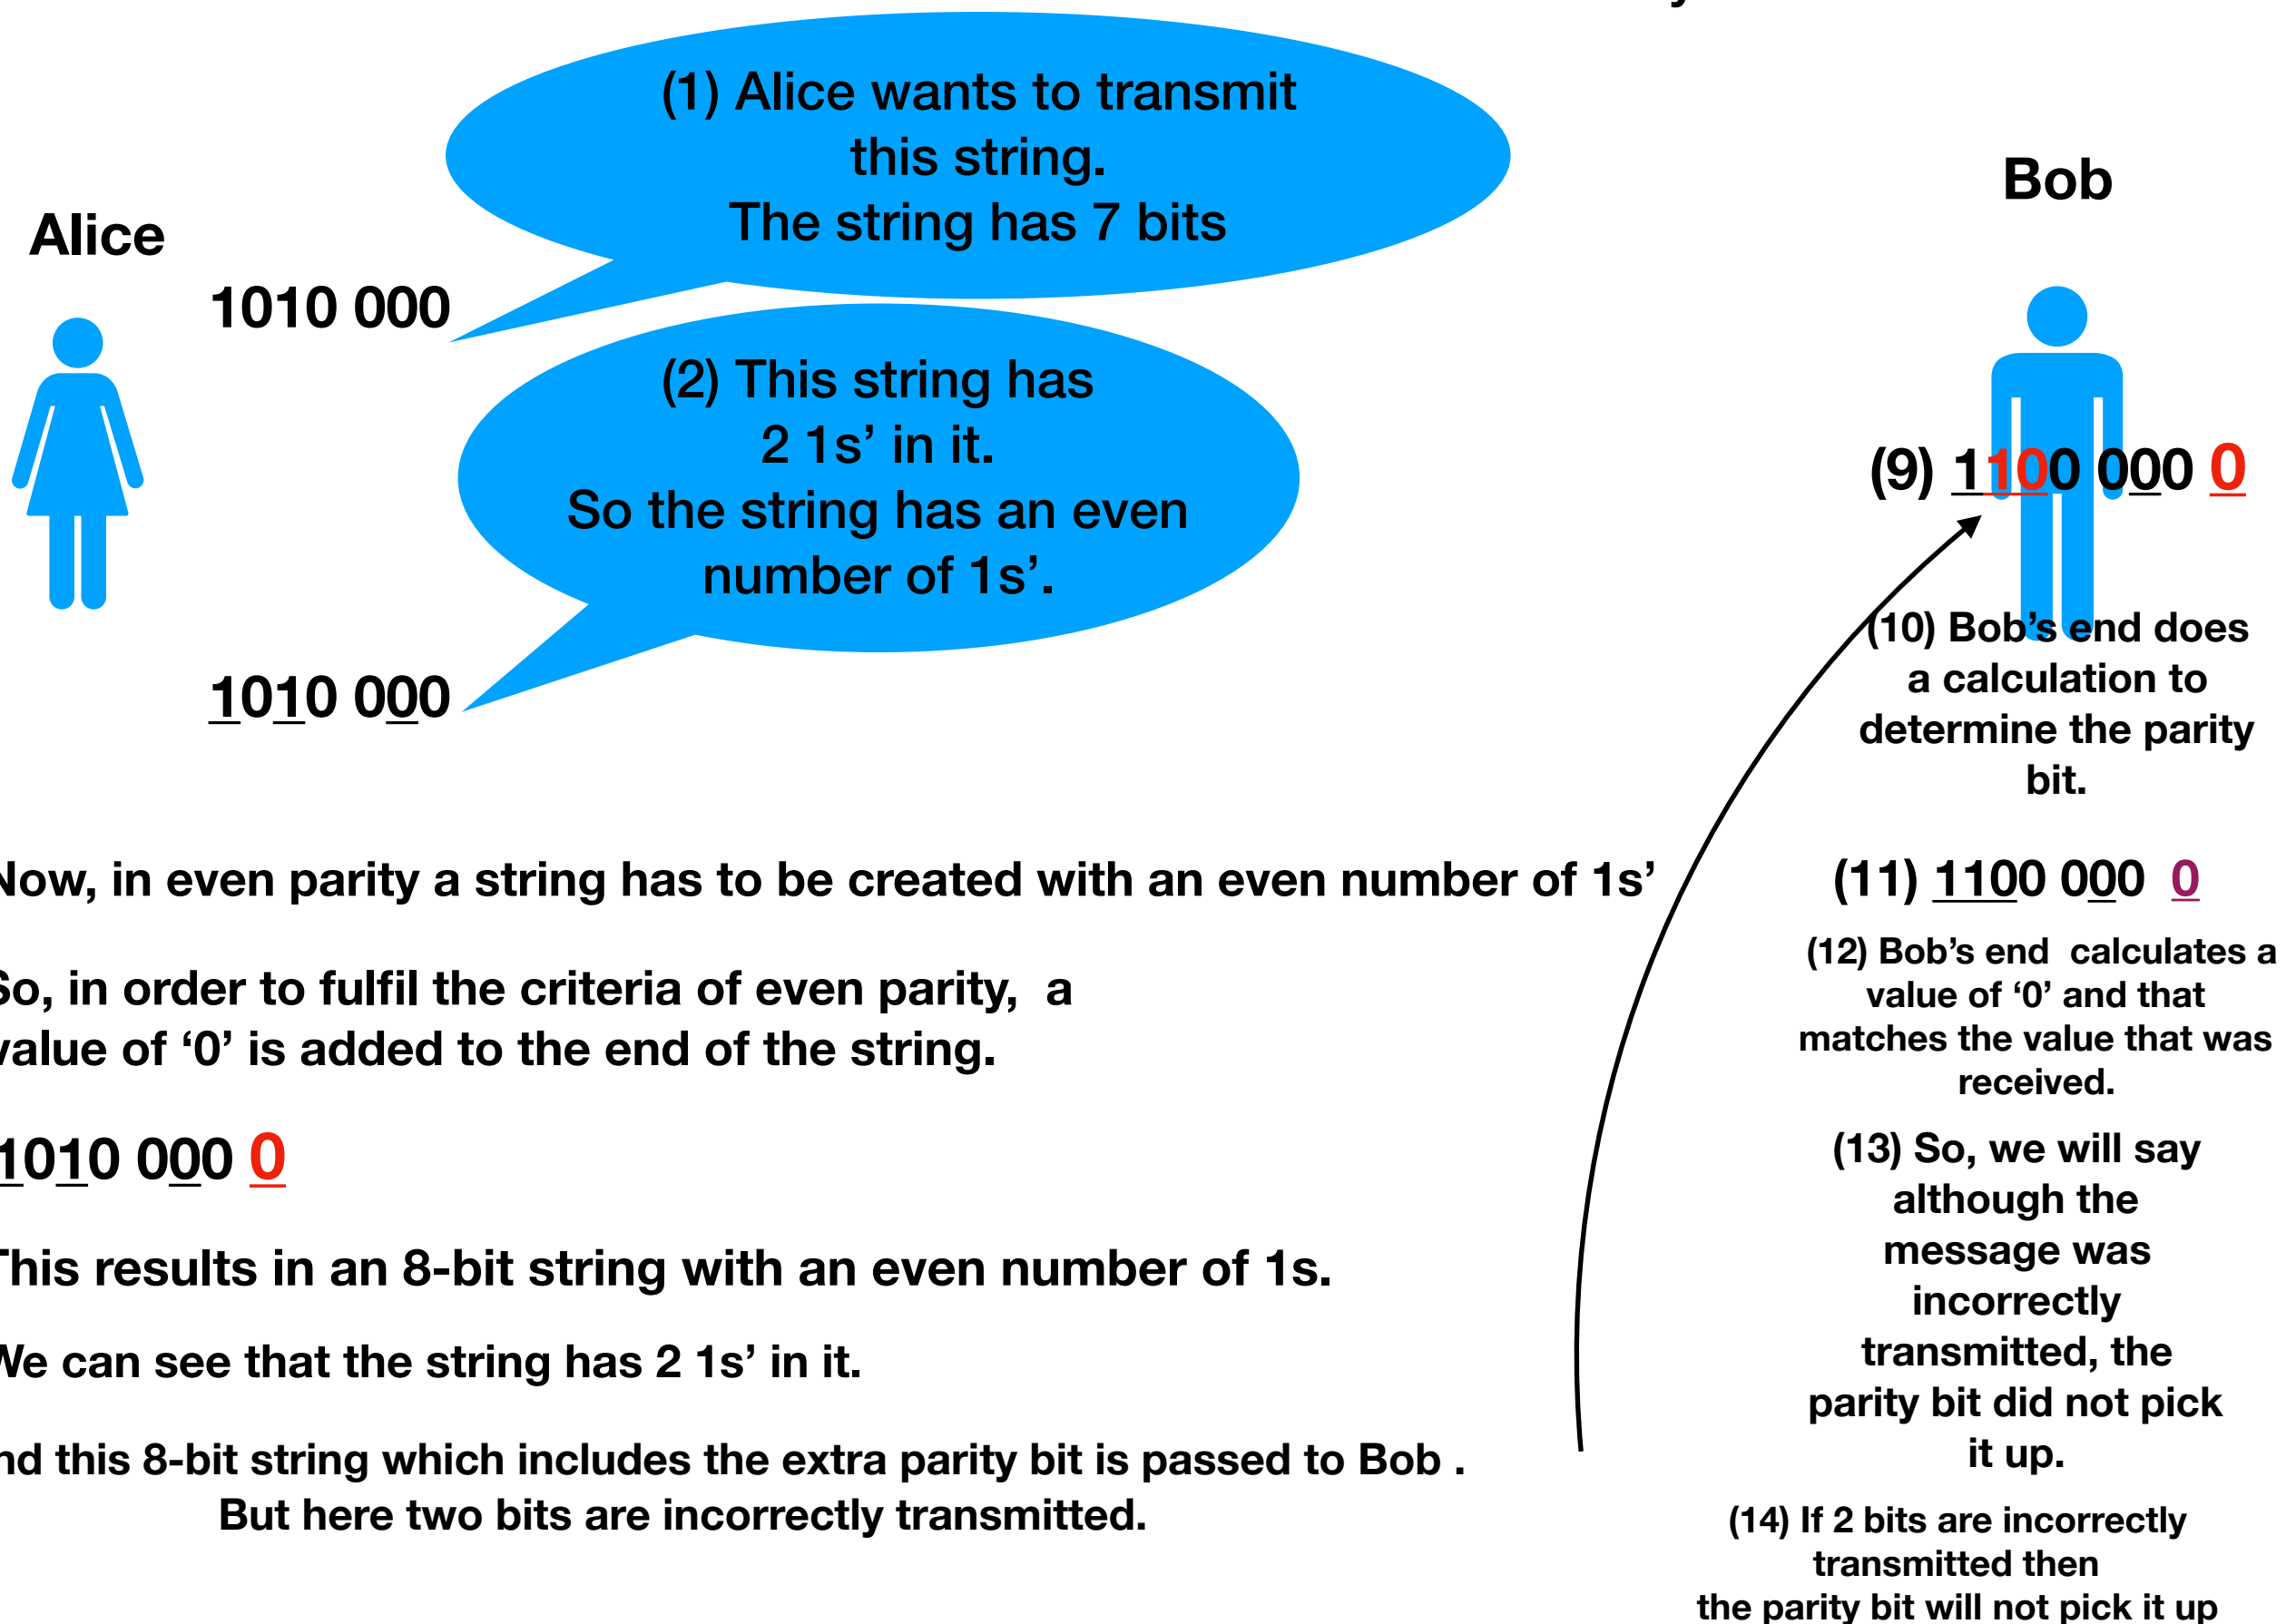 Alice
(1) Alice wants to transmit
this string.
The string has 7 bits
1010 000
(2) This string has
2 1s’ in it.
So the string has an even
number of 1s’.
1010 000
Now, in even parity a string has to be created with an even number of 1s’
So, in order to fulfil the criteria of even parity, a
value of ‘0’ is added to the end of the string.
1010 000 0
This results in an 8-bit string with an even number of 1s.
We can see that the string has 2 1s’ in it.
this 8-bit string which includes the extra parity bit is passed to Bob .
But here two bits are incorrectly transmitted.
Bob
(9) 1100 000 0
(10) Bob’s end does
a calculation to
determine the parity
bit.
(11) 1100 000 0
(12) Bob’s end calculates a
value of ‘0’ and that
matches the value that was
received.
(13) So, we will say
although the
message was
incorrectly
transmitted, the
parity bit did not pick
it up.
(14) If 2 bits are incorrectly
transmitted then
the parity bit will not pick it up